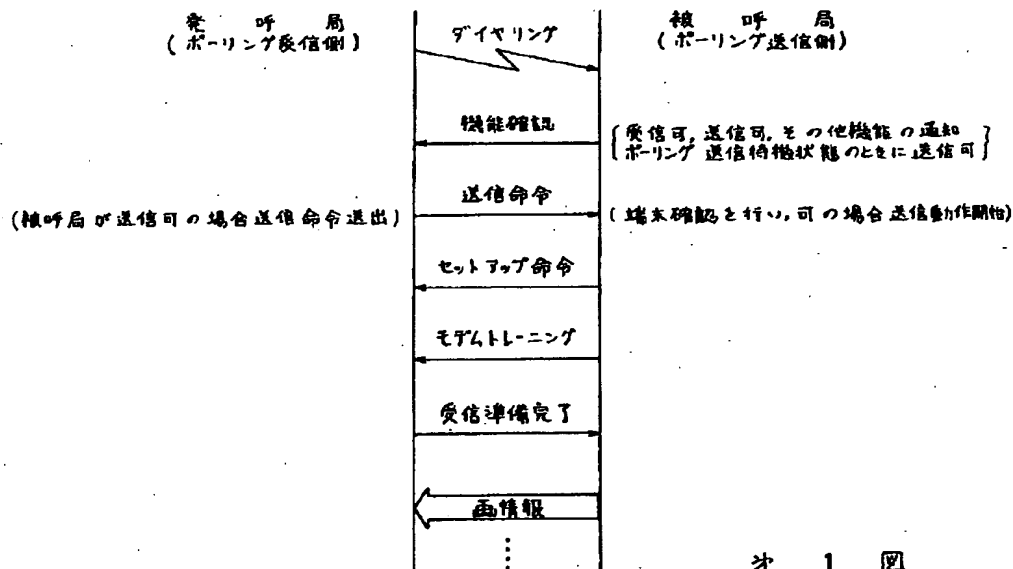 発呼局
(ポーリング受信側)
被呼局
(ポーリング送信側)
ダイヤリング
機能確認
受信可,送信可,その他機能の通知
ポーリング送信待機状態のときに送信可
送信命令
(被呼局が送信可の場合送信命令送出)
(端末確認を行い,可の場合送信動作開始)
セットアップ命令
モデムトレーニング
受信準備完了
画情報
第1図